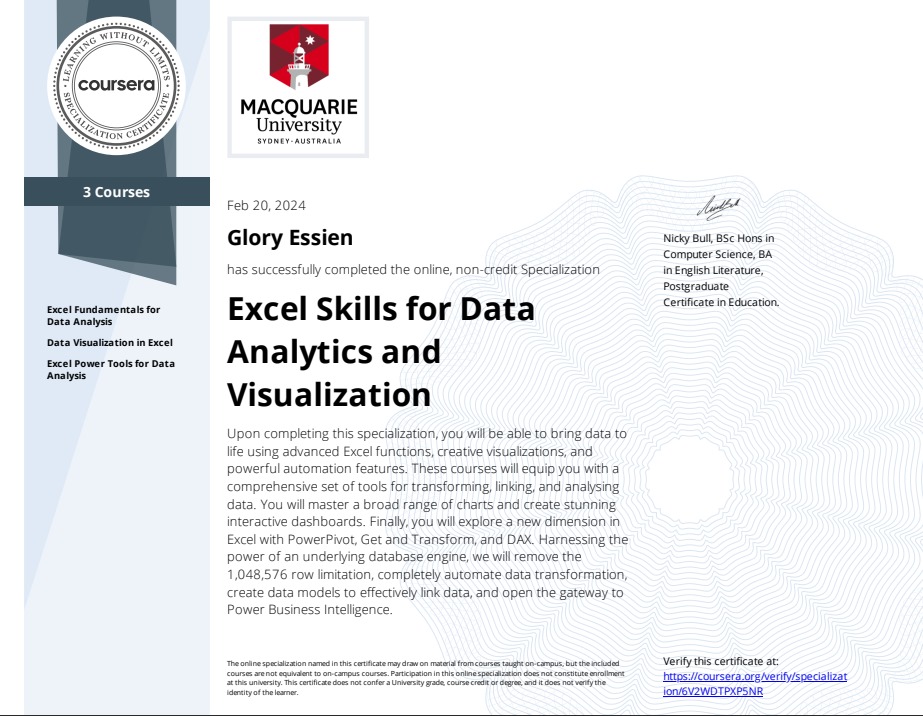 LEARNING WITHOUT LIMITS
coursera
SPECIALIZATION CERTIFICATE
3 Courses
Excel Fundamentals for
Data Analysis
Data Visualization in Excel
Excel Power Tools for Data
Analysis
MACQUARIE
University
SYDNEY·AUSTRALIA
Feb 20, 2024
Glory Essien
has successfully completed the online, non-credit Specialization
Excel Skills for Data
Analytics and
Visualization
Upon completing this specialization, you will be able to bring data to
life using advanced Excel functions, creative visualizations, and
powerful automation features. These courses will equip you with a
comprehensive set of tools for transforming, linking, and analysing
data. You will master a broad range of charts and create stunning
interactive dashboards. Finally, you will explore a new dimension in
Excel with PowerPivot, Get and Transform, and DAX. Harnessing the
power of an underlying database engine, we will remove the
1,048,576 row limitation, completely automate data transformation,
create data models to effectively link data, and open the gateway to
Power Business Intelligence.
The online specialization named in this certificate may draw on material from courses taught on-campus, but the included
courses are not equivalent to on-campus courses. Participation in this online specialization does not constitute enrollment
at this university. This certificate does not confer a University grade, course credit or degree, and it does not verify the
identity of the learner.
Nicky Bull, BSc Hons in
Computer Science, BA
in English Literature,
Postgraduate
Certificate in Education.
Verify this certificate at:
https://coursera.org/verify/specializat
ion/6V2WDTPXP5NR